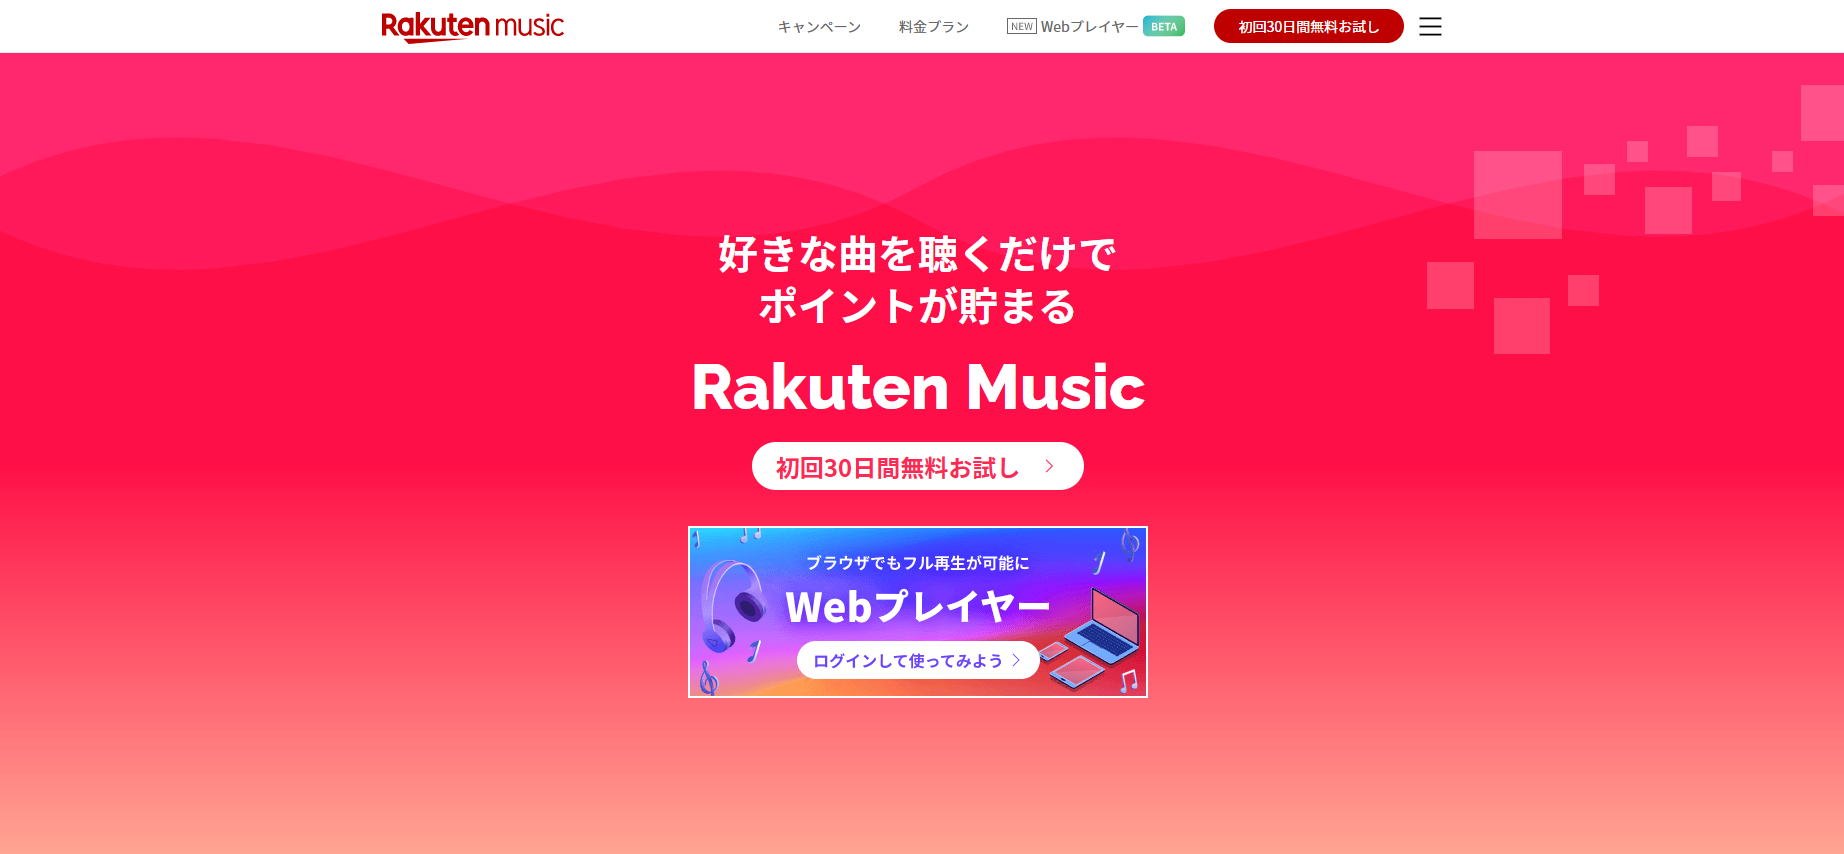 Rakuten music
キャンペーン
料金プラン
NEW Webプレイヤー BETA
初回30日間無料お試し
好きな曲を聴くだけで
ポイントが貯まる
Rakuten Music
初回30日間無料お試し
ブラウザでもフル再生が可能に
Webプレイヤー
ログインして使ってみよう